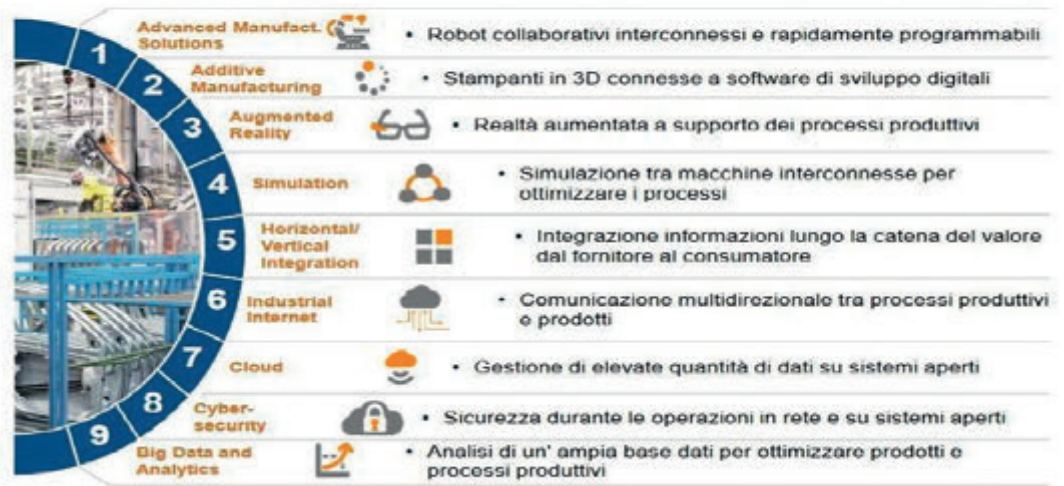 1
Advanced Manufact.
Solutions
• Robot collaborativi interconnessi e rapidamente programmabili
2
Additive
Manufacturing
• Stampanti in 3D connesse a software di sviluppo digitali
3
Augmented
Reality
• Realtà aumentata a supporto dei processi produttivi
4
Simulation
• Simulazione tra macchine interconnesse per
ottimizzare i processi
5
Horizontal/
Vertical
Integration
• Integrazione informazioni lungo la catena del valore
dal fornitore al consumatore
6
Industrial
Internet
• Comunicazione multidirezionale tra processi produttivi
e prodotti
7
Cloud
• Gestione di elevate quantità di dati su sistemi aperti
8
Cyber-
security
• Sicurezza durante le operazioni in rete e su sistemi aperti
9
Big Data and
Analytics
• Analisi di un' ampia base dati per ottimizzare prodotti e
processi produttivi